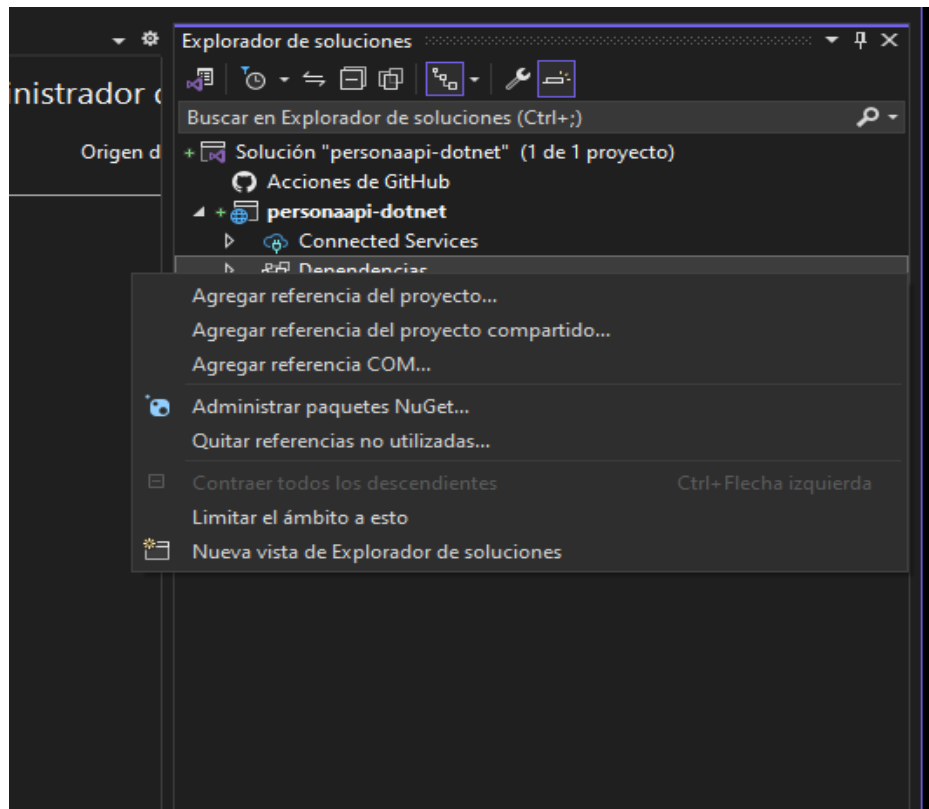 Explorador de soluciones
inistrador
Buscar en Explorador de soluciones (Ctrl+;)
Origen d
Solución "personaapi-dotnet" (1 de 1 proyecto)
Acciones de GitHub
personaapi-dotnet
Connected Services
Dependencias
Agregar referencia del proyecto...
Agregar referencia del proyecto compartido...
Agregar referencia COM...
Administrar paquetes NuGet...
Quitar referencias no utilizadas...
Contraer todos los descendientes Ctrl+Flecha izquierda
Limitar el ámbito a esto
Nueva vista de Explorador de soluciones